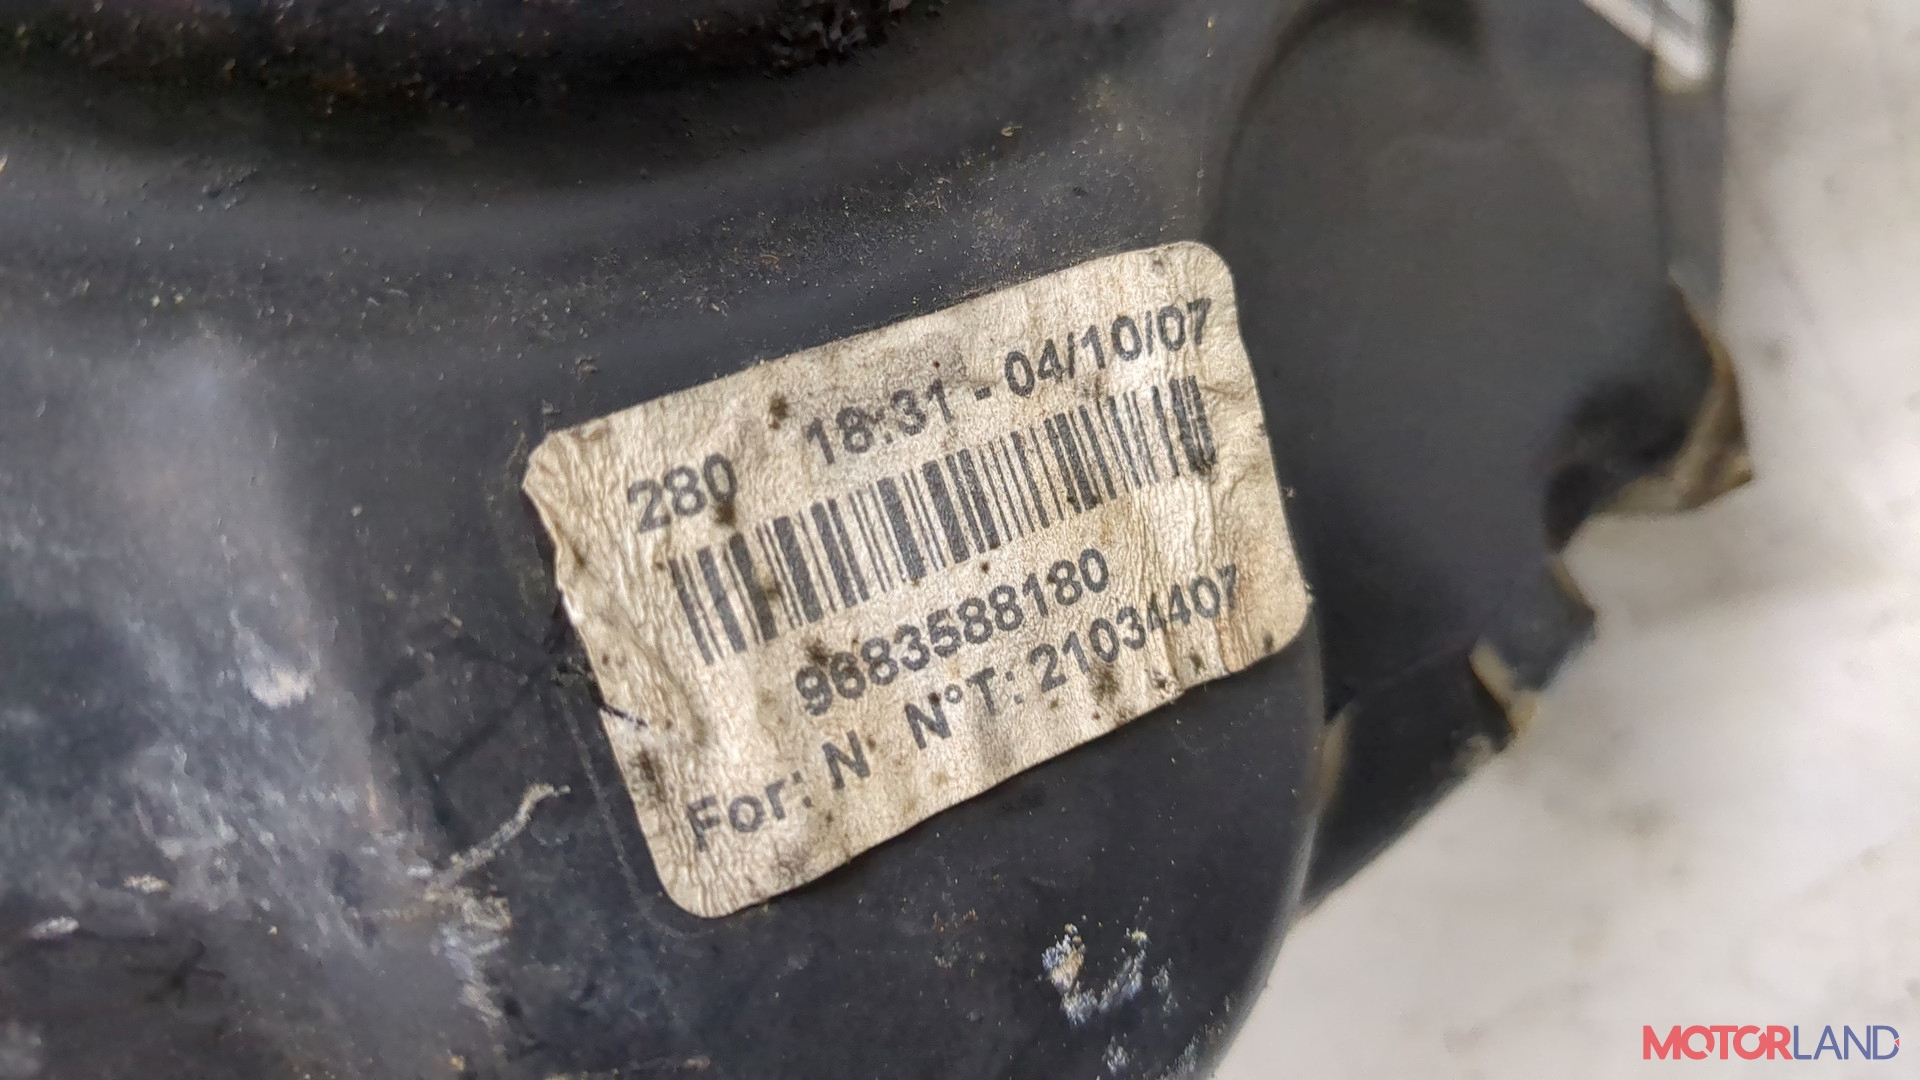 280 18:31 - 04/10/07
9683588180
For: N N°T: 21034407
MOTORLAND